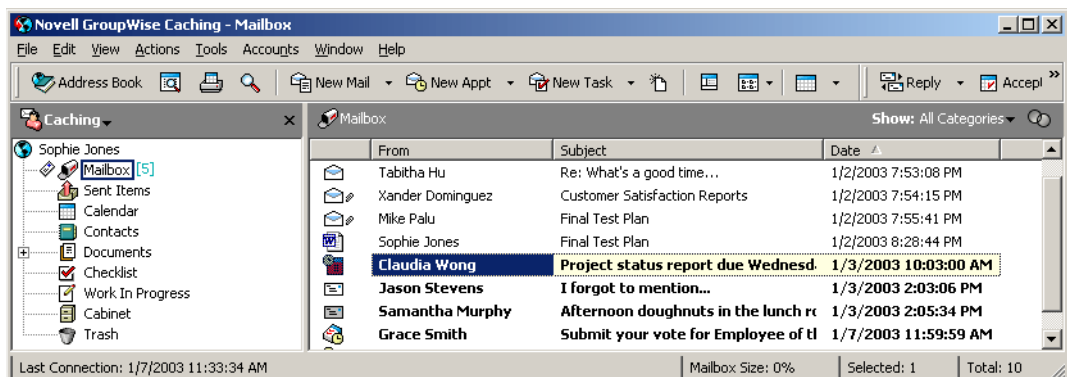 Novell GroupWise Caching - Mailbox
File Edit View Actions Tools Accounts Window Help
Address Book New Mail New Appt New Task Reply Accept »
Caching × Mailbox Show: All Categories
Sophie Jones
Mailbox [5]
Sent Items
Calendar
Contacts
Documents
Checklist
Work In Progress
Cabinet
Trash
From Subject Date
Tabitha Hu Re: What's a good time... 1/2/2003 7:53:08 PM
Xander Dominguez Customer Satisfaction Reports 1/2/2003 7:54:15 PM
Mike Palu Final Test Plan 1/2/2003 7:55:41 PM
Sophie Jones Final Test Plan 1/2/2003 8:28:44 PM
Claudia Wong Project status report due Wednesd 1/3/2003 10:03:00 AM
Jason Stevens I forgot to mention... 1/3/2003 2:03:06 PM
Samantha Murphy Afternoon doughnuts in the lunch rc 1/3/2003 2:05:34 PM
Grace Smith Submit your vote for Employee of tl 1/7/2003 11:59:59 AM
Last Connection: 1/7/2003 11:33:34 AM Mailbox Size: 0% Selected: 1 Total: 10